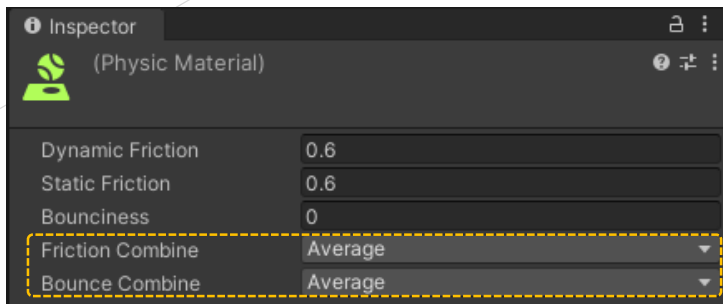 Inspector
(Physic Material)
Dynamic Friction 0.6
Static Friction 0.6
Bounciness 0
Friction Combine Average
Bounce Combine Average